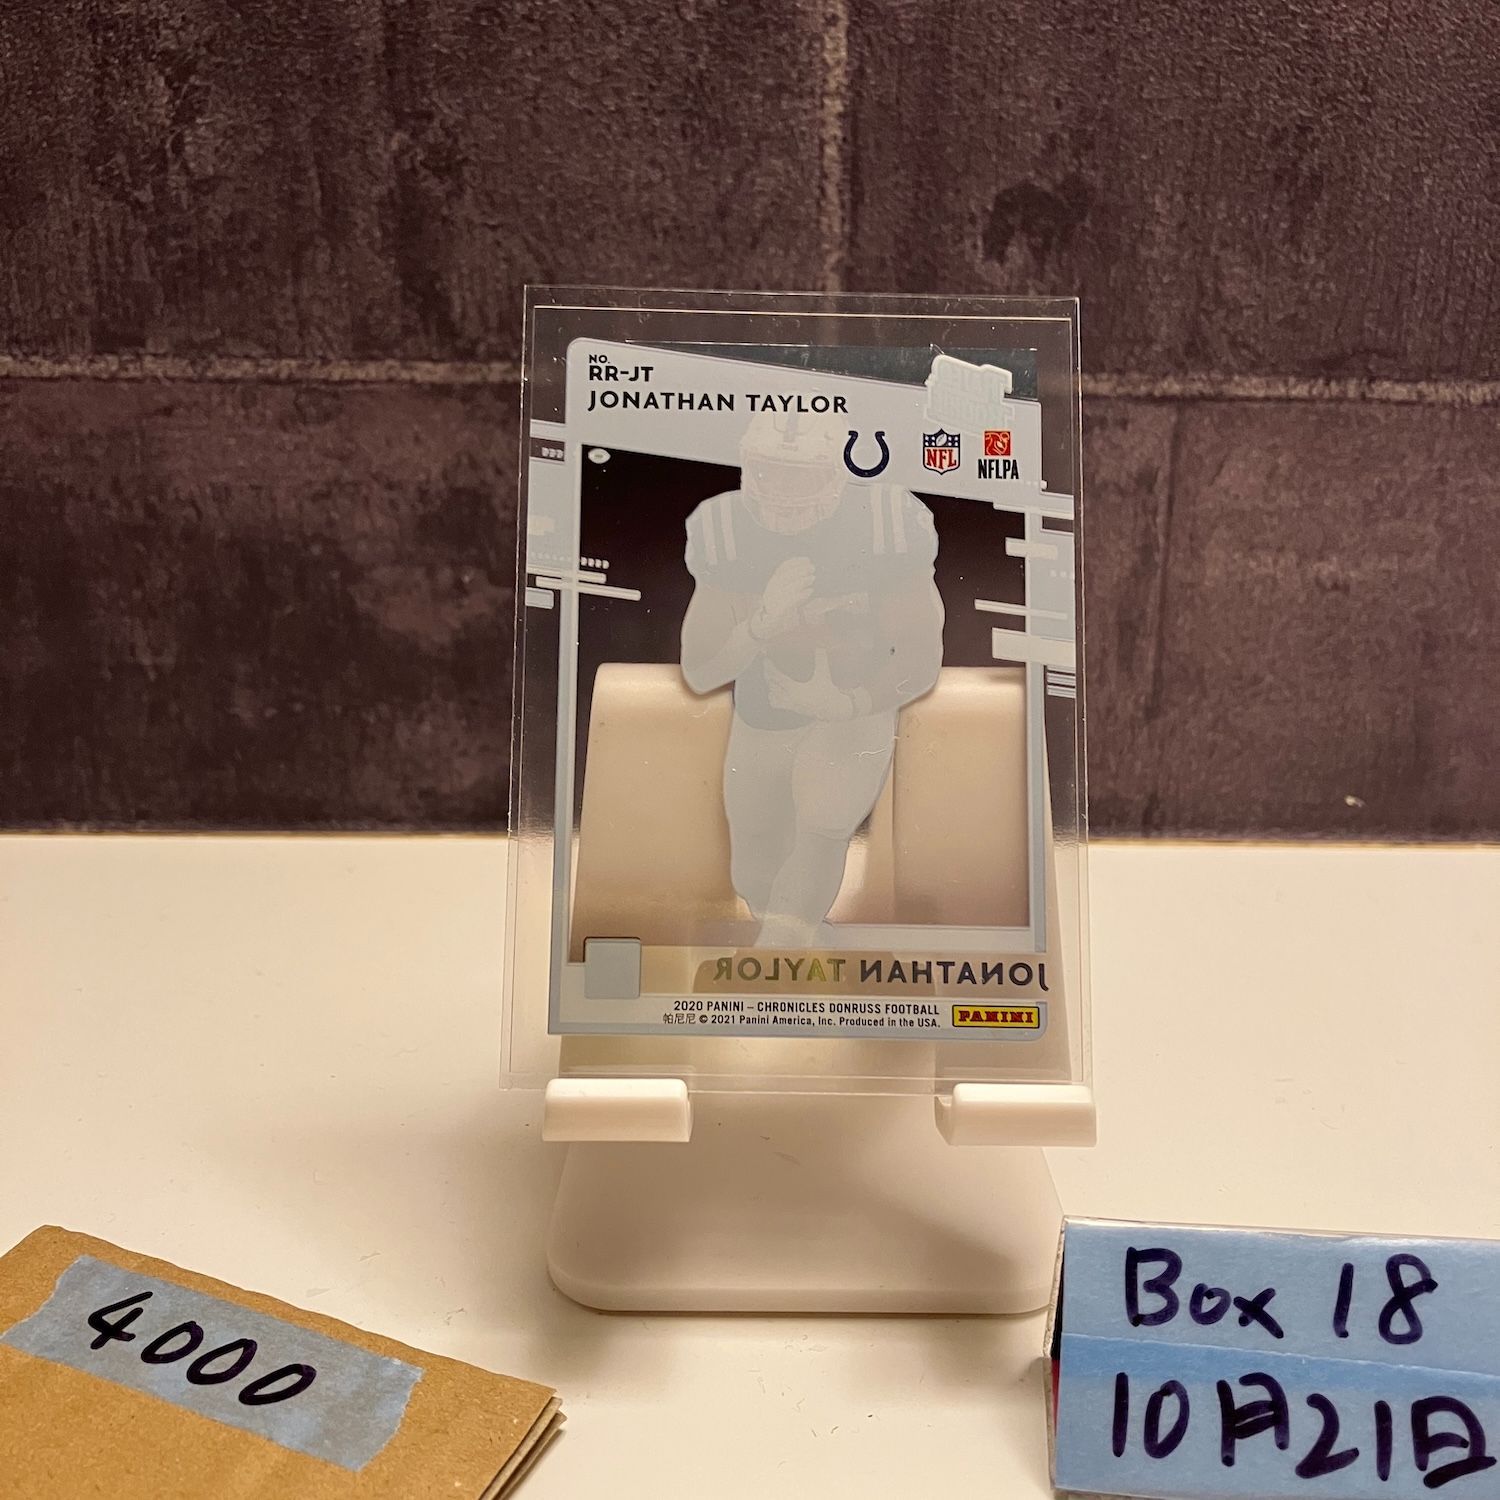 NO.
RR-JT
JONATHAN TAYLOR
NFL
NFLPA
JONATHAN TAYLOR
2020 PANINI – CHRONICLES DONRUSS FOOTBALL
帕尼尼 © 2021 Panini America, Inc. Produced in the USA.
PANINI
4000
Box 18
10月21日